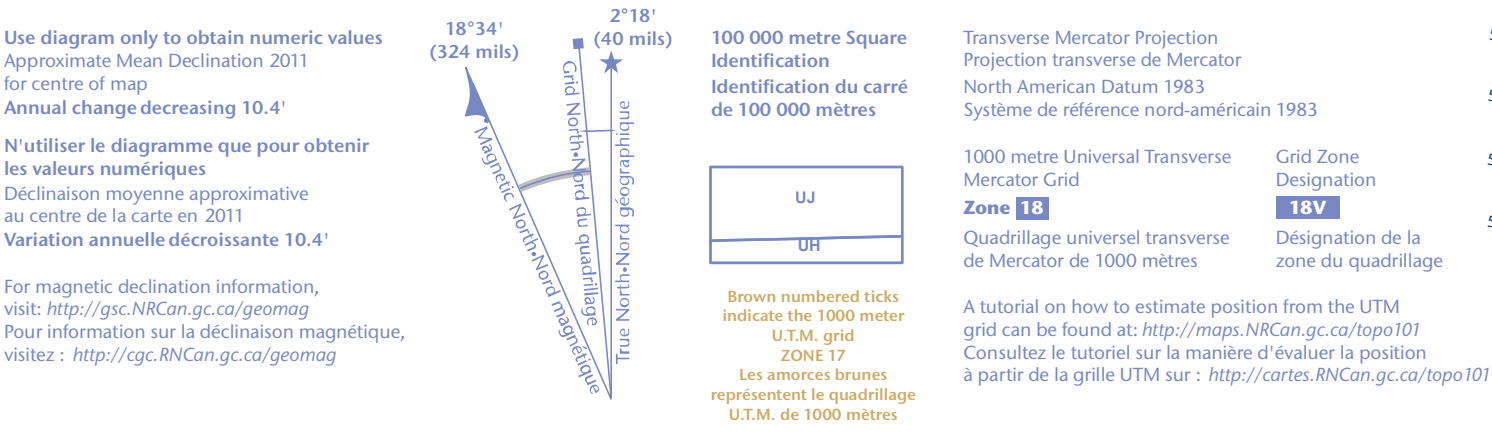 Use diagram only to obtain numeric values
Approximate Mean Declination 2011
for centre of map
Annual change decreasing 10.4'
N'utiliser le diagramme que pour obtenir
les valeurs numériques
Déclinaison moyenne approximative
au centre de la carte en 2011
Variation annuelle décroissante 10.4'
For magnetic declination information,
visit: http://gsc.NRCan.gc.ca/geomag
Pour information sur la déclinaison magnétique,
visitez : http://cgc.RNCan.gc.ca/geomag
18°34'
(324 mils)
2°18'
(40 mils)
Magnetic North•Nord magnétique
Grid North•Nord du quadrillage
True North•Nord géographique
100 000 metre Square
Identification
Identification du carré
de 100 000 mètres
UJ
UH
Brown numbered ticks
indicate the 1000 meter
U.T.M. grid
ZONE 17
Les amorces brunes
représentent le quadrillage
U.T.M. de 1000 mètres
Transverse Mercator Projection
Projection transverse de Mercator
North American Datum 1983
Système de référence nord-américain 1983
1000 metre Universal Transverse
Mercator Grid
Zone 18
Quadrillage universel transverse
de Mercator de 1000 mètres
Grid Zone
Designation
18V
Désignation de la
zone du quadrillage
A tutorial on how to estimate position from the UTM
grid can be found at: http://maps.NRCan.gc.ca/topo101
Consultez le tutoriel sur la manière d'évaluer la position
à partir de la grille UTM sur : http://cartes.RNCan.gc.ca/topo101